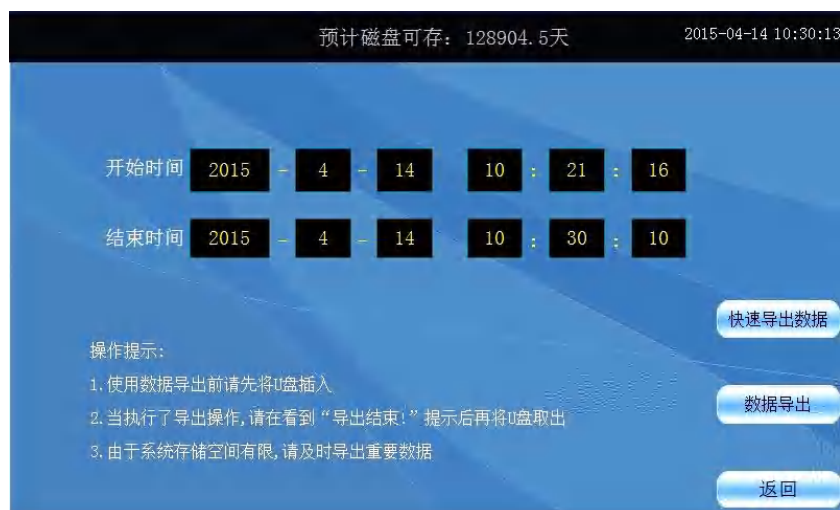 预计磁盘可存: 128904.5天 2015-04-14 10:30:13
开始时间 2015 - 4 - 14 10 : 21 : 16
结束时间 2015 - 4 - 14 10 : 30 : 10
快速导出数据
操作提示:
1.使用数据导出前请先将U盘插入
数据导出
2.当执行了导出操作,请在看到“导出结束!”提示后再将U盘取出
3.由于系统存储空间有限,请及时导出重要数据
返回